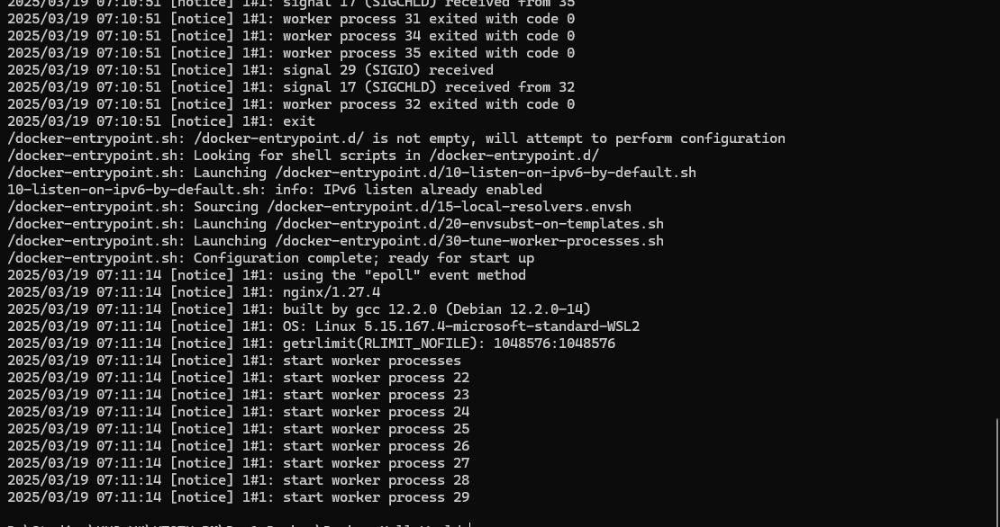 2025/03/19 07:10:51 [notice] 1#1: signal 17 (SIGCHLD) received from 35
2025/03/19 07:10:51 [notice] 1#1: worker process 31 exited with code 0
2025/03/19 07:10:51 [notice] 1#1: worker process 34 exited with code 0
2025/03/19 07:10:51 [notice] 1#1: worker process 35 exited with code 0
2025/03/19 07:10:51 [notice] 1#1: signal 29 (SIGIO) received
2025/03/19 07:10:51 [notice] 1#1: signal 17 (SIGCHLD) received from 32
2025/03/19 07:10:51 [notice] 1#1: worker process 32 exited with code 0
2025/03/19 07:10:51 [notice] 1#1: exit
/docker-entrypoint.sh: /docker-entrypoint.d/ is not empty, will attempt to perform configuration
/docker-entrypoint.sh: Looking for shell scripts in /docker-entrypoint.d/
/docker-entrypoint.sh: Launching /docker-entrypoint.d/10-listen-on-ipv6-by-default.sh
10-listen-on-ipv6-by-default.sh: info: IPv6 listen already enabled
/docker-entrypoint.sh: Sourcing /docker-entrypoint.d/15-local-resolvers.envsh
/docker-entrypoint.sh: Launching /docker-entrypoint.d/20-envsubst-on-templates.sh
/docker-entrypoint.sh: Launching /docker-entrypoint.d/30-tune-worker-processes.sh
/docker-entrypoint.sh: Configuration complete; ready for start up
2025/03/19 07:11:14 [notice] 1#1: using the "epoll" event method
2025/03/19 07:11:14 [notice] 1#1: nginx/1.27.4
2025/03/19 07:11:14 [notice] 1#1: built by gcc 12.2.0 (Debian 12.2.0-14)
2025/03/19 07:11:14 [notice] 1#1: OS: Linux 5.15.167.4-microsoft-standard-WSL2
2025/03/19 07:11:14 [notice] 1#1: getrlimit(RLIMIT_NOFILE): 1048576:1048576
2025/03/19 07:11:14 [notice] 1#1: start worker processes
2025/03/19 07:11:14 [notice] 1#1: start worker process 22
2025/03/19 07:11:14 [notice] 1#1: start worker process 23
2025/03/19 07:11:14 [notice] 1#1: start worker process 24
2025/03/19 07:11:14 [notice] 1#1: start worker process 25
2025/03/19 07:11:14 [notice] 1#1: start worker process 26
2025/03/19 07:11:14 [notice] 1#1: start worker process 27
2025/03/19 07:11:14 [notice] 1#1: start worker process 28
2025/03/19 07:11:14 [notice] 1#1: start worker process 29